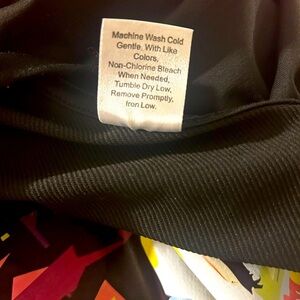 Machine Wash Cold
Gentle, With Like
Colors,
Non-Chlorine Bleach
When Needed,
Tumble Dry Low,
Remove Promptly,
Iron Low.